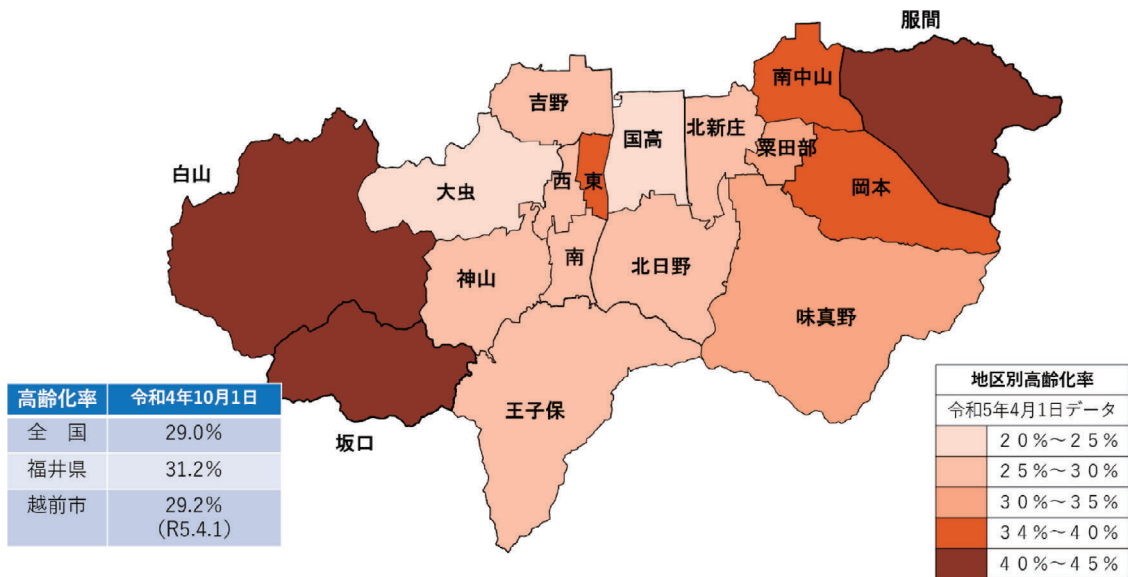 服間
南中山
吉野
国高
北新庄
粟田部
白山
大虫
西
東
岡本
神山
南
北日野
味真野
王子保
坂口
高齢化率 令和4年10月1日
全 国 29.0%
福井県 31.2%
越前市 29.2%
(R5.4.1)
地区別高齢化率
令和5年4月1日データ
20%~25%
25%~30%
30%~35%
34%~40%
40%~45%